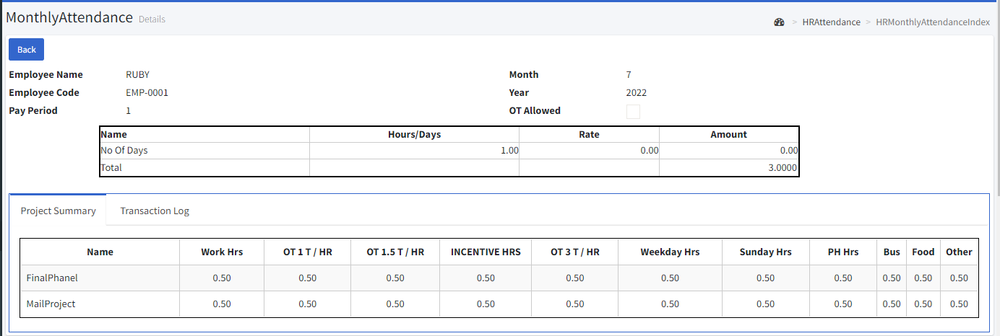 MonthlyAttendance Details
> HRAttendance > HRMonthlyAttendanceIndex
Back
Employee Name RUBY Month 7
Employee Code EMP-0001 Year 2022
Pay Period 1 OT Allowed
Name Hours/Days Rate Amount
No Of Days 1.00 0.00 0.00
Total 3.0000
Project Summary Transaction Log
Name Work Hrs OT 1 T / HR OT 1.5 T / HR INCENTIVE HRS OT 3 T / HR Weekday Hrs Sunday Hrs PH Hrs Bus Food Other
FinalPhanel 0.50 0.50 0.50 0.50 0.50 0.50 0.50 0.50 0.50 0.50 0.50
MailProject 0.50 0.50 0.50 0.50 0.50 0.50 0.50 0.50 0.50 0.50 0.50